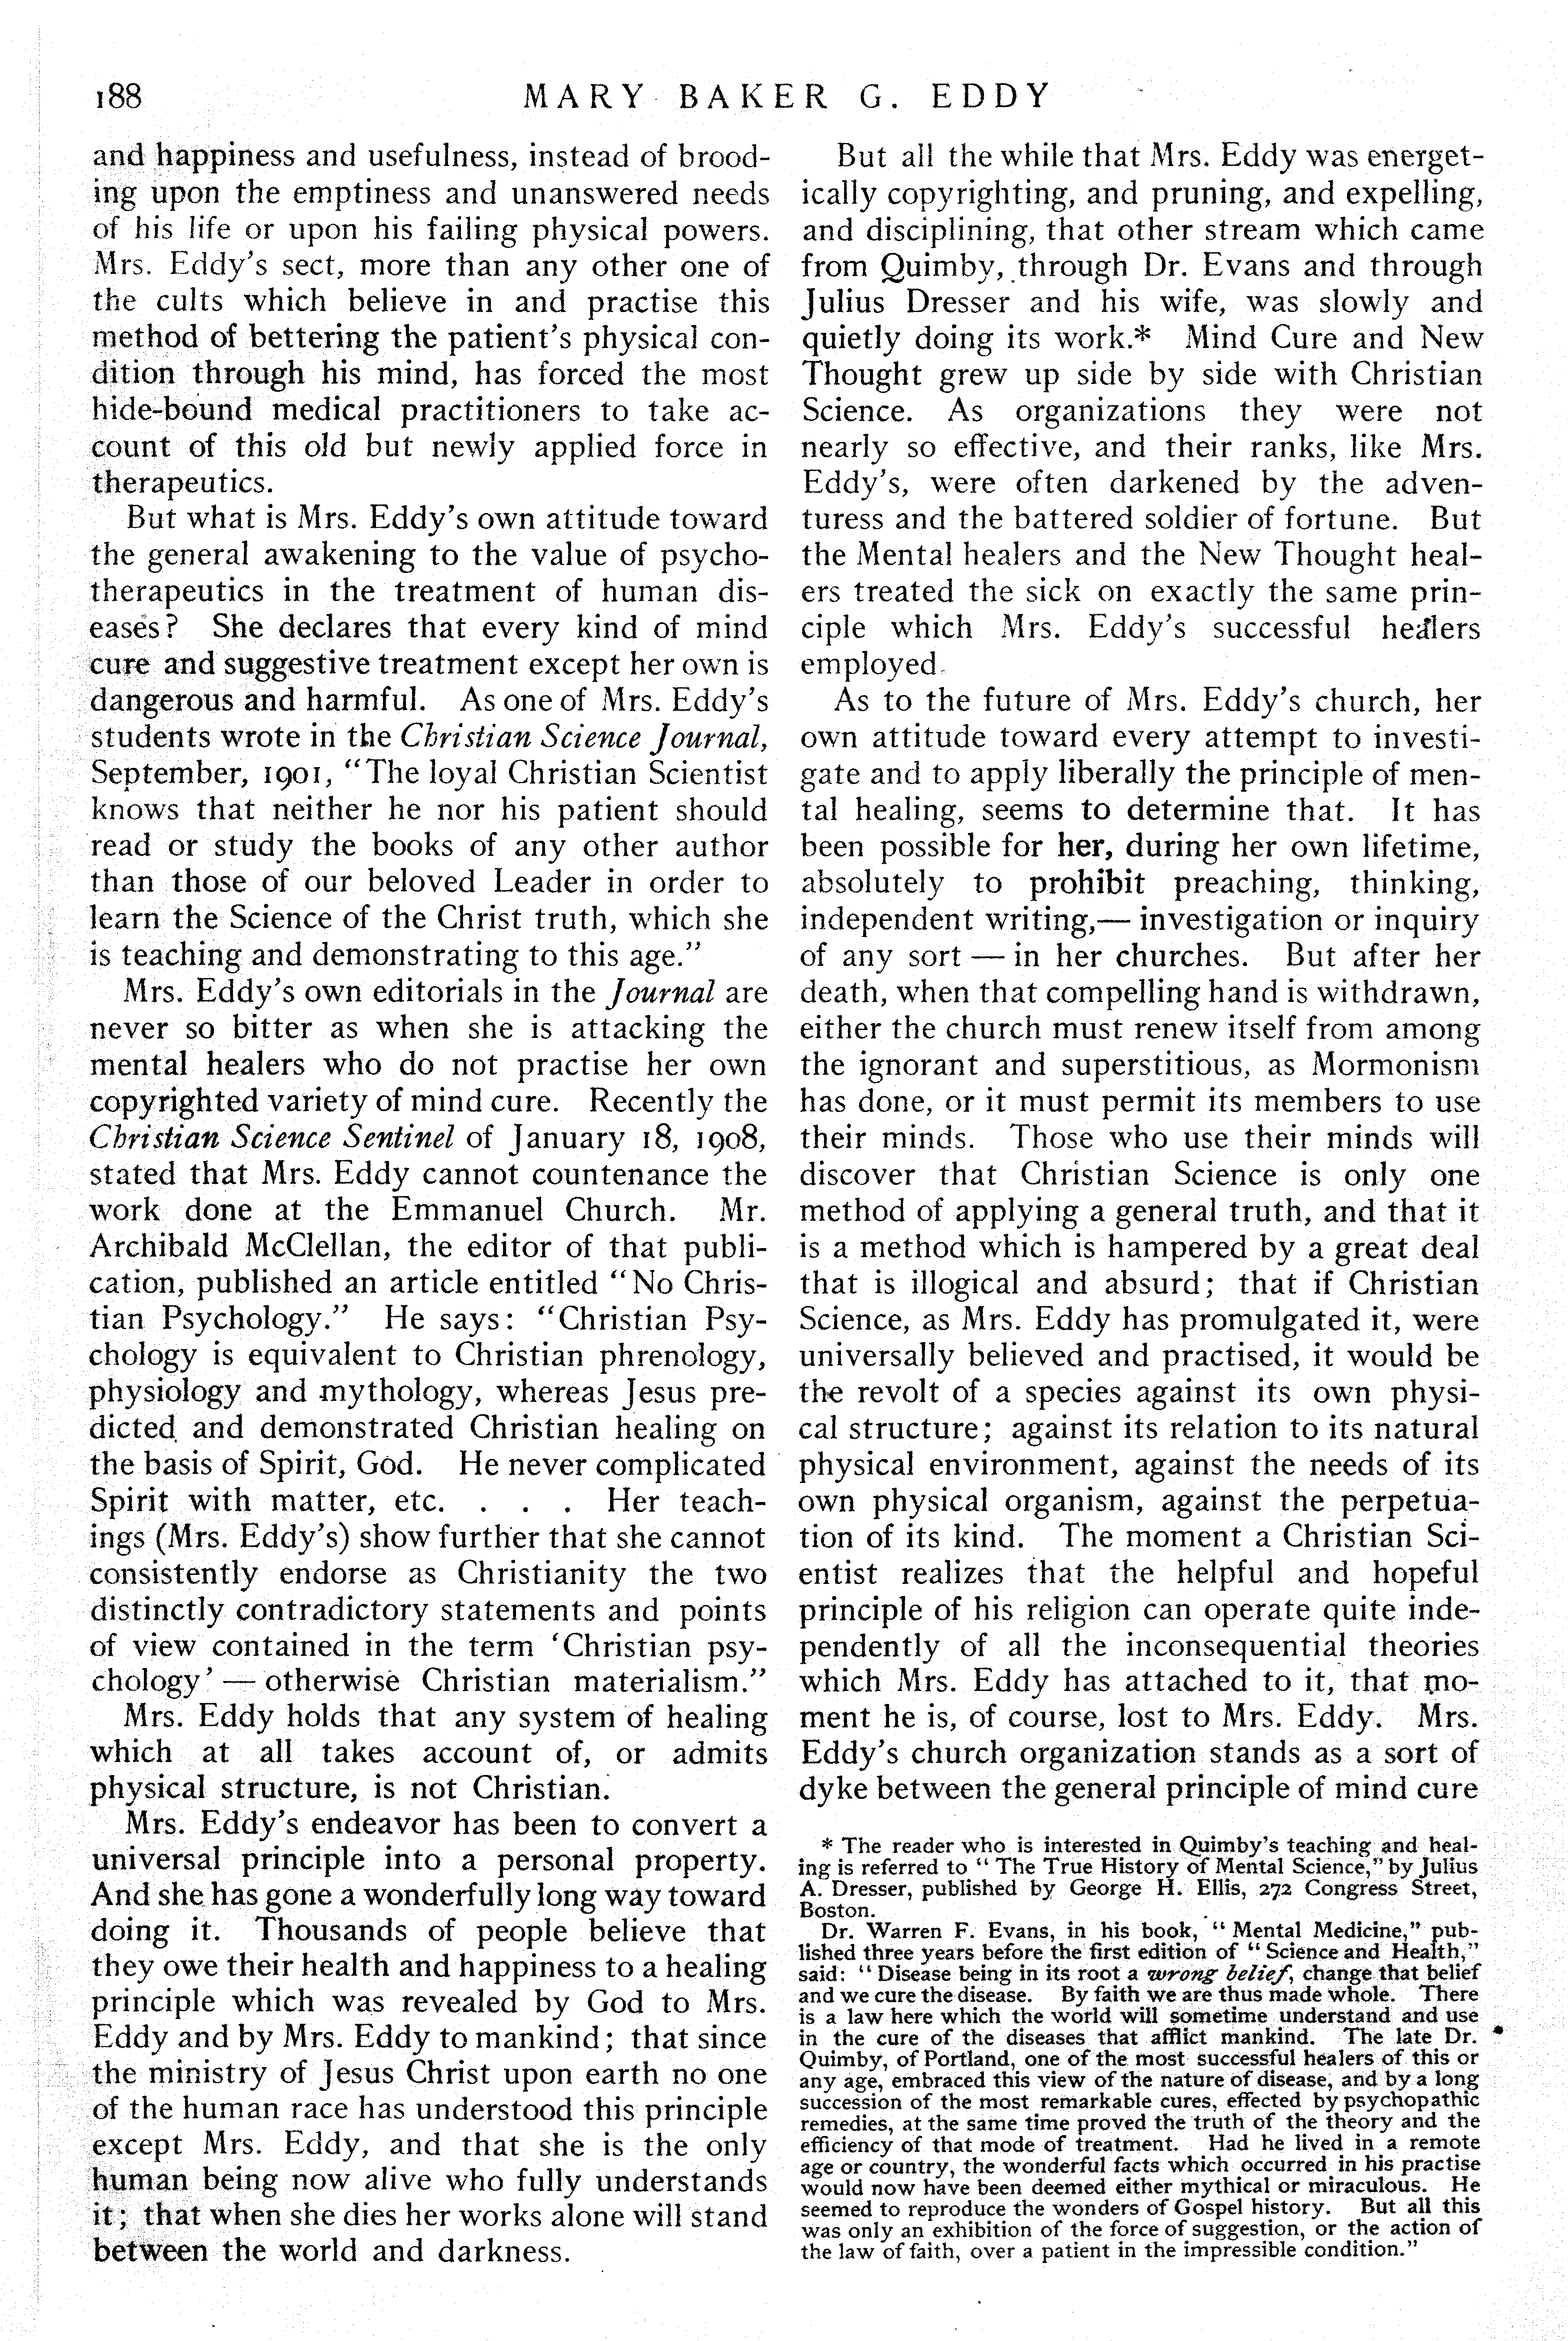 188
MARY BAKER G. EDDY
and happiness and usefulness, instead of brood-
ing upon the emptiness and unanswered needs
of his life or upon his failing physical powers.
Mrs. Eddy's sect, more than any other one of
the cults which believe in and practise this
method of bettering the patient's physical con-
dition through his mind, has forced the most
hide-bound medical practitioners to take ac-
count of this old but newly applied force in
therapeutics.
But what is Mrs. Eddy's own attitude toward
the general awakening to the value of psycho-
therapeutics in the treatment of human dis-
eases? She declares that every kind of mind
cure and suggestive treatment except her own is
dangerous and harmful. As one of Mrs. Eddy's
students wrote in the Christian Science Journal,
September, 1901, "The loyal Christian Scientist
knows that neither he nor his patient should
read or study the books of any other author
than those of our beloved Leader in order to
learn the Science of the Christ truth, which she
is teaching and demonstrating to this age."
Mrs. Eddy's own editorials in the Journal are
never so bitter as when she is attacking the
mental healers who do not practise her own
copyrighted variety of mind cure. Recently the
Christian Science Sentinel of January 18, 1908,
stated that Mrs. Eddy cannot countenance the
work done at the Emmanuel Church. Mr.
Archibald McClellan, the editor of that publi-
cation, published an article entitled "No Chris-
tian Psychology." He says: "Christian Psy-
chology is equivalent to Christian phrenology,
physiology and mythology, whereas Jesus pre-
dicted and demonstrated Christian healing on
the basis of Spirit, God. He never complicated
Spirit with matter, etc. . . . Her teach-
ings (Mrs. Eddy's) show further that she cannot
consistently endorse as Christianity the two
distinctly contradictory statements and points
of view contained in the term 'Christian psy-
chology' — otherwise Christian materialism."
Mrs. Eddy holds that any system of healing
which at all takes account of, or admits
physical structure, is not Christian.
Mrs. Eddy's endeavor has been to convert a
universal principle into a personal property.
And she has gone a wonderfully long way toward
doing it. Thousands of people believe that
they owe their health and happiness to a healing
principle which was revealed by God to Mrs.
Eddy and by Mrs. Eddy to mankind; that since
the ministry of Jesus Christ upon earth no one
of the human race has understood this principle
except Mrs. Eddy, and that she is the only
human being now alive who fully understands
it; that when she dies her works alone will stand
between the world and darkness.
But all the while that Mrs. Eddy was energet-
ically copyrighting, and pruning, and expelling,
and disciplining, that other stream which came
from Quimby, through Dr. Evans and through
Julius Dresser and his wife, was slowly and
quietly doing its work.* Mind Cure and New
Thought grew up side by side with Christian
Science. As organizations they were not
nearly so effective, and their ranks, like Mrs.
Eddy's, were often darkened by the adven-
turess and the battered soldier of fortune. But
the Mental healers and the New Thought heal-
ers treated the sick on exactly the same prin-
ciple which Mrs. Eddy's successful healers
employed.
As to the future of Mrs. Eddy's church, her
own attitude toward every attempt to investi-
gate and to apply liberally the principle of men-
tal healing, seems to determine that. It has
been possible for her, during her own lifetime,
absolutely to prohibit preaching, thinking,
independent writing,— investigation or inquiry
of any sort — in her churches. But after her
death, when that compelling hand is withdrawn,
either the church must renew itself from among
the ignorant and superstitious, as Mormonism
has done, or it must permit its members to use
their minds. Those who use their minds will
discover that Christian Science is only one
method of applying a general truth, and that it
is a method which is hampered by a great deal
that is illogical and absurd; that if Christian
Science, as Mrs. Eddy has promulgated it, were
universally believed and practised, it would be
the revolt of a species against its own physi-
cal structure; against its relation to its natural
physical environment, against the needs of its
own physical organism, against the perpetua-
tion of its kind. The moment a Christian Sci-
entist realizes that the helpful and hopeful
principle of his religion can operate quite inde-
pendently of all the inconsequential theories
which Mrs. Eddy has attached to it, that mo-
ment he is, of course, lost to Mrs. Eddy. Mrs.
Eddy's church organization stands as a sort of
dyke between the general principle of mind cure
* The reader who is interested in Quimby's teaching and heal-
ing is referred to "The True History of Mental Science," by Julius
A. Dresser, published by George H. Ellis, 272 Congress Street,
Boston.
Dr. Warren F. Evans, in his book, "Mental Medicine," pub-
lished three years before the first edition of "Science and Health,"
said: "Disease being in its root a wrong belief, change that belief
and we cure the disease. By faith we are thus made whole. There
is a law here which the world will sometime understand and use
in the cure of the diseases that afflict mankind. The late Dr.
Quimby, of Portland, one of the most successful healers of this or
any age, embraced this view of the nature of disease, and by a long
succession of the most remarkable cures, effected by psychopathic
remedies, at the same time proved the truth of the theory and the
efficiency of that mode of treatment. Had he lived in a remote
age or country, the wonderful facts which occurred in his practise
would now have been deemed either mythical or miraculous. He
seemed to reproduce the wonders of Gospel history. But all this
was only an exhibition of the force of suggestion, or the action of
the law of faith, over a patient in the impressible condition."